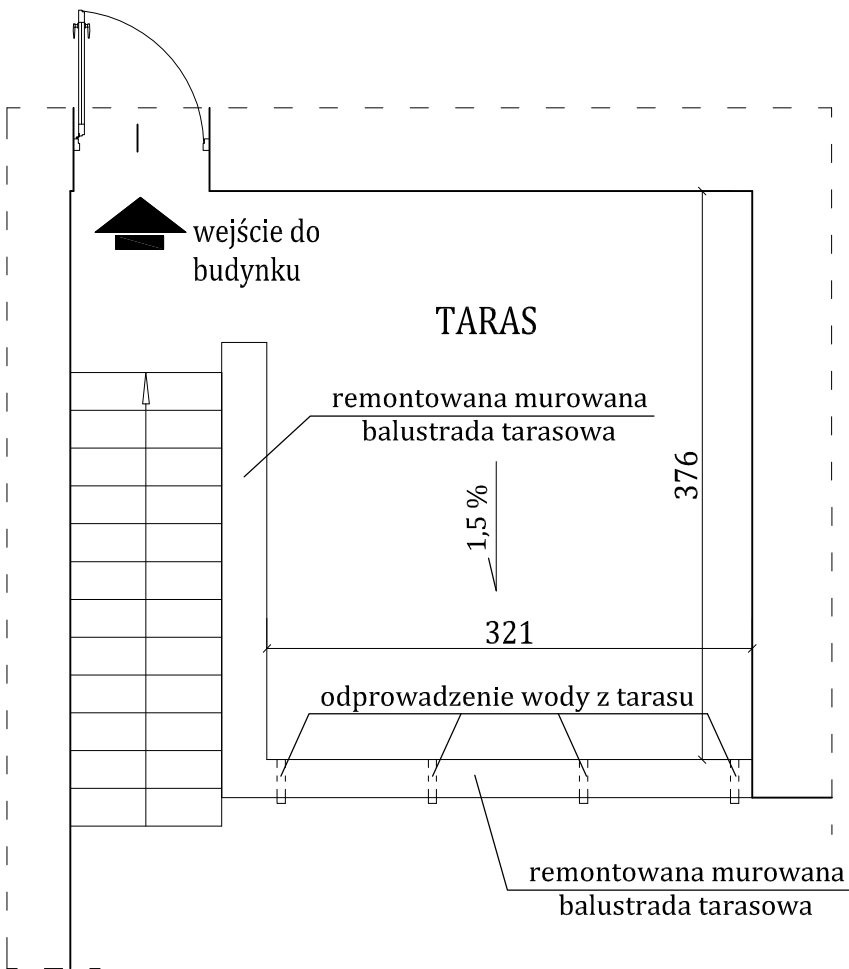 wejście do
budynku
TARAS
remontowana murowana
balustrada tarasowa
376
1,5 %
321
odprowadzenie wody z tarasu
remontowana murowana
balustrada tarasowa